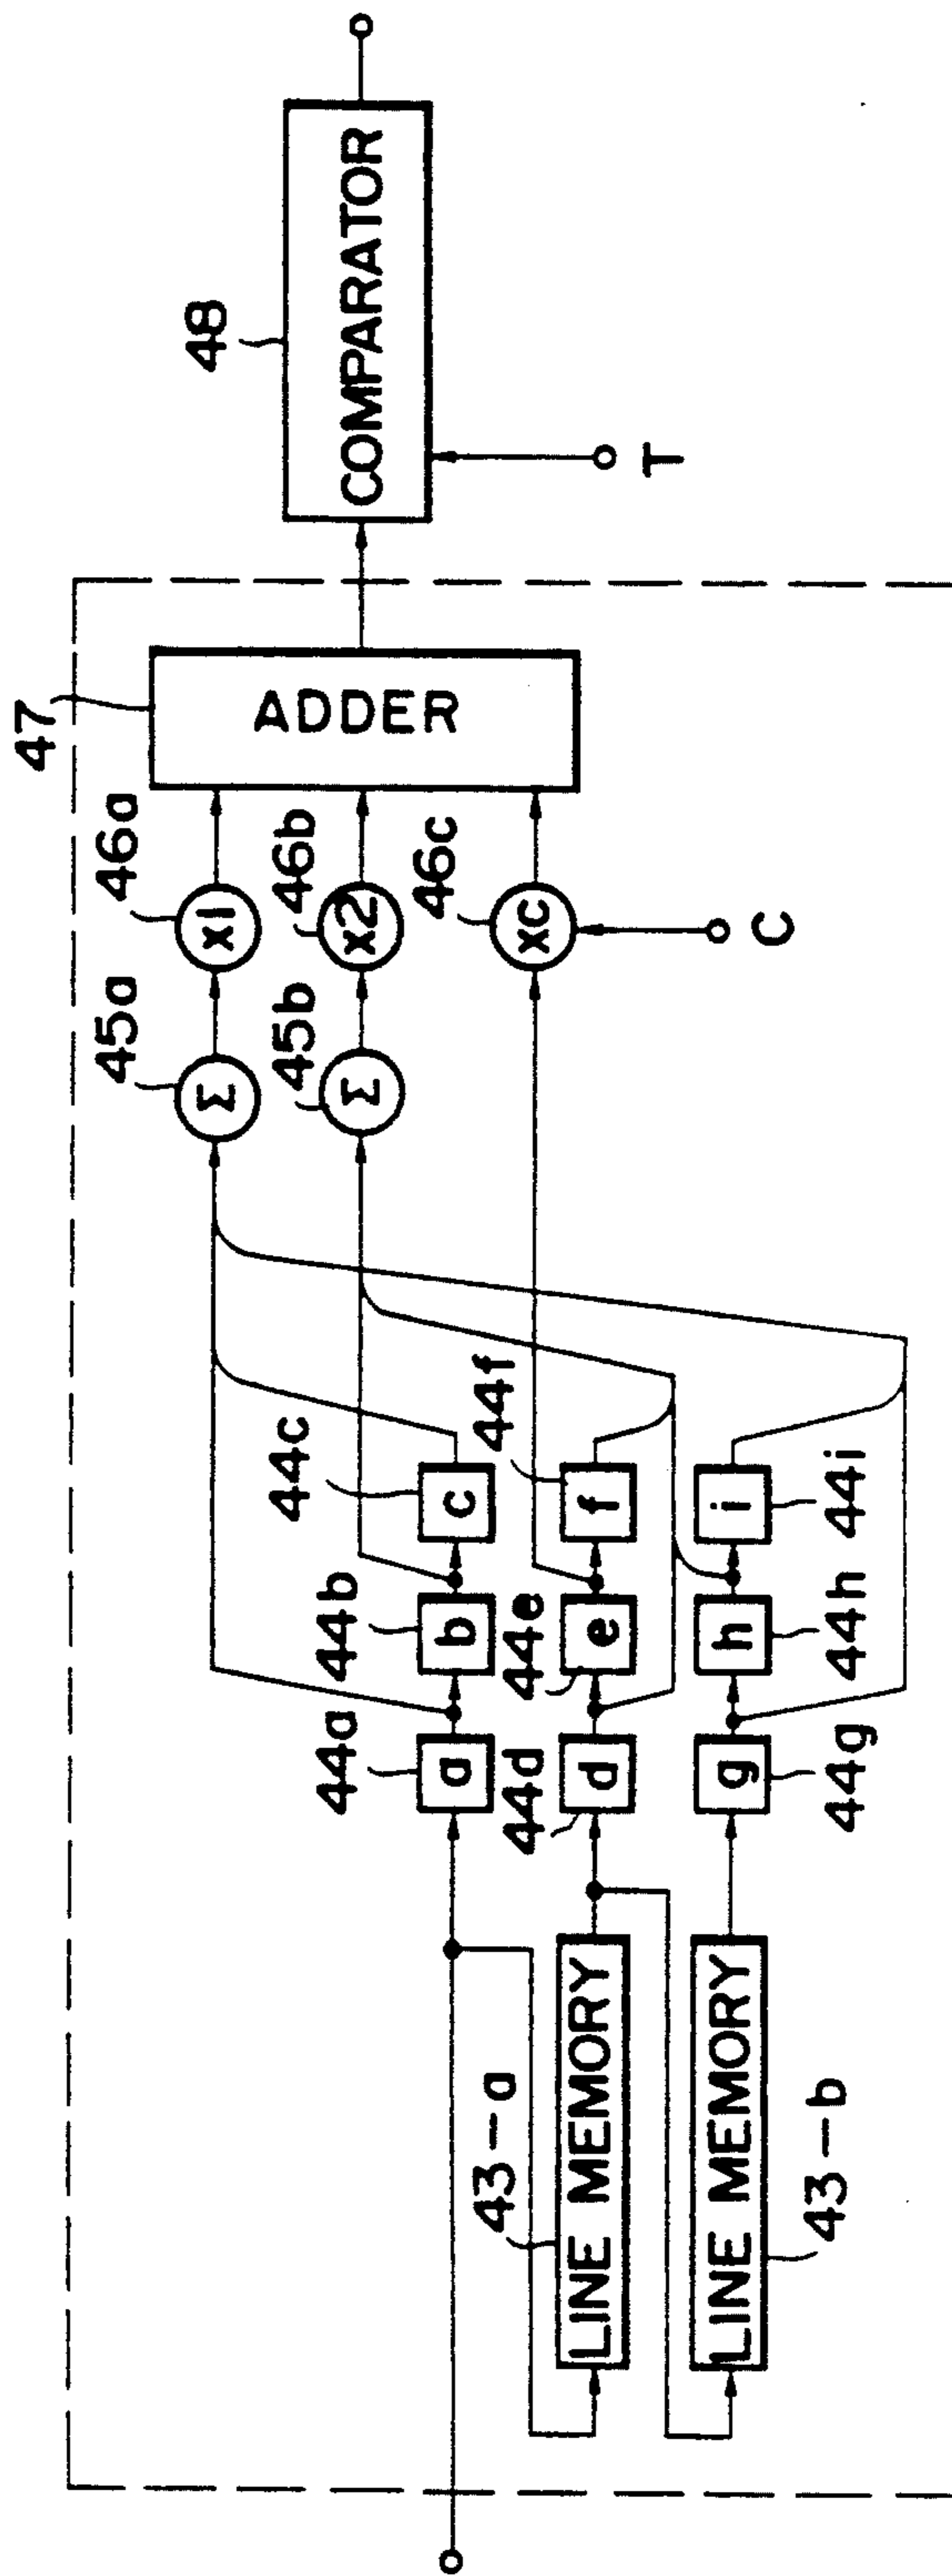 47
48
45a
46a
Σ
x1
ADDER
COMPARATOR
45b
46b
Σ
x2
T
46c
xc
C
44a
44b
44c
a
b
c
43-a
44d
44e
44f
LINE MEMORY
d
e
f
LINE MEMORY
g
h
i
43-b
44g
44h
44i